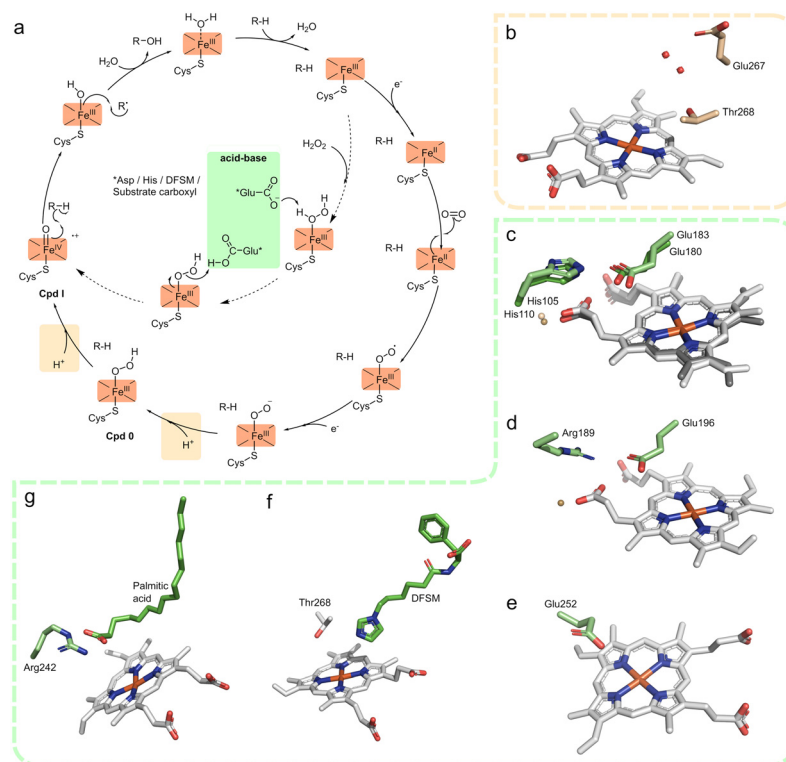 a
R-OH
H₂O
Cys
S
Fe^III
O
H H
R-H
H₂O
R-H
Fe^III
Cys
S
e⁻
R-H
Fe^II
Cys
S
O=O
R-H
Fe^II
Cys
S
O-O•
Fe^III
Cys
S
e⁻
R-H
O-O⁻
Fe^III
Cys
S
H⁺
R-H
O-O-H
Fe^III
Cys
S
Cpd 0
H⁺
Cpd I
R-H
O
Fe^IV
•+
Cys
S
HO
Fe^III
R•
Cys
S
H₂O₂
*Asp / His / DFSM /
Substrate carboxyl
acid-base
*Glu-C
O
O⁻
H
O-O
H
Fe^III
Cys
S
O
C-Glu*
HO
O-O
H
Fe^III
Cys
S
b
Glu267
Thr268
c
Glu183
Glu180
His105
His110
d
Arg189
Glu196
e
Glu252
f
Thr268
DFSM
g
Palmitic
acid
Arg242